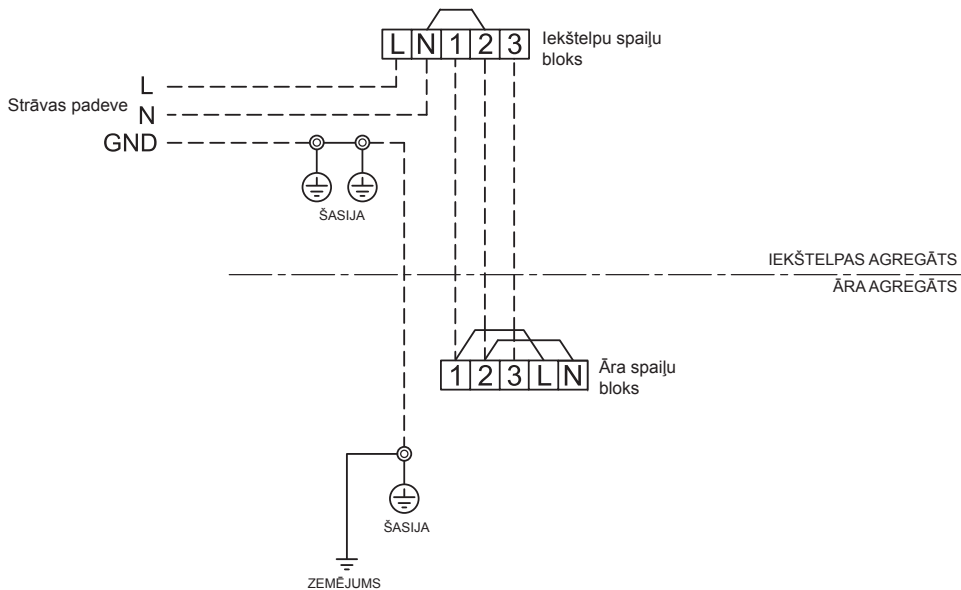 L N 1 2 3
Iekštelpu spaiļu
bloks
L
Strāvas padeve
N
GND
ŠASIJA
IEKŠTELPAS AGREGĀTS
ĀRA AGREGĀTS
1 2 3 L N
Āra spaiļu
bloks
ŠASIJA
ZEMĒJUMS